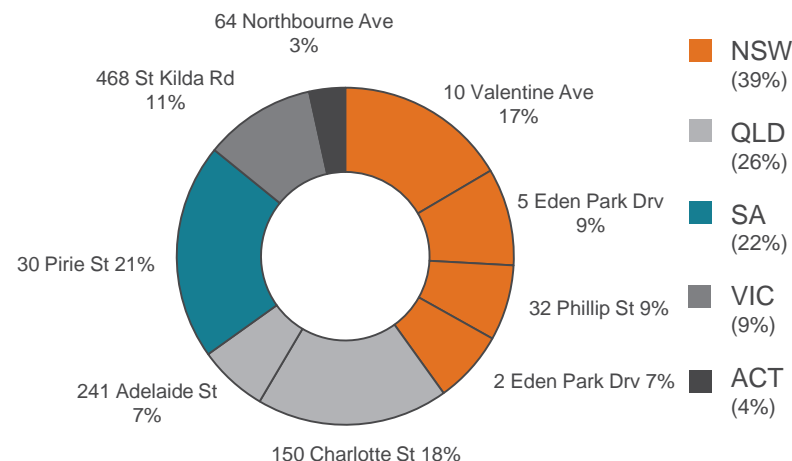 64 Northbourne Ave
3%
468 St Kilda Rd
11%
10 Valentine Ave
17%
5 Eden Park Drv
9%
30 Pirie St 21%
32 Phillip St 9%
2 Eden Park Drv 7%
241 Adelaide St
7%
150 Charlotte St 18%
NSW
(39%)
QLD
(26%)
SA
(22%)
VIC
(9%)
ACT
(4%)